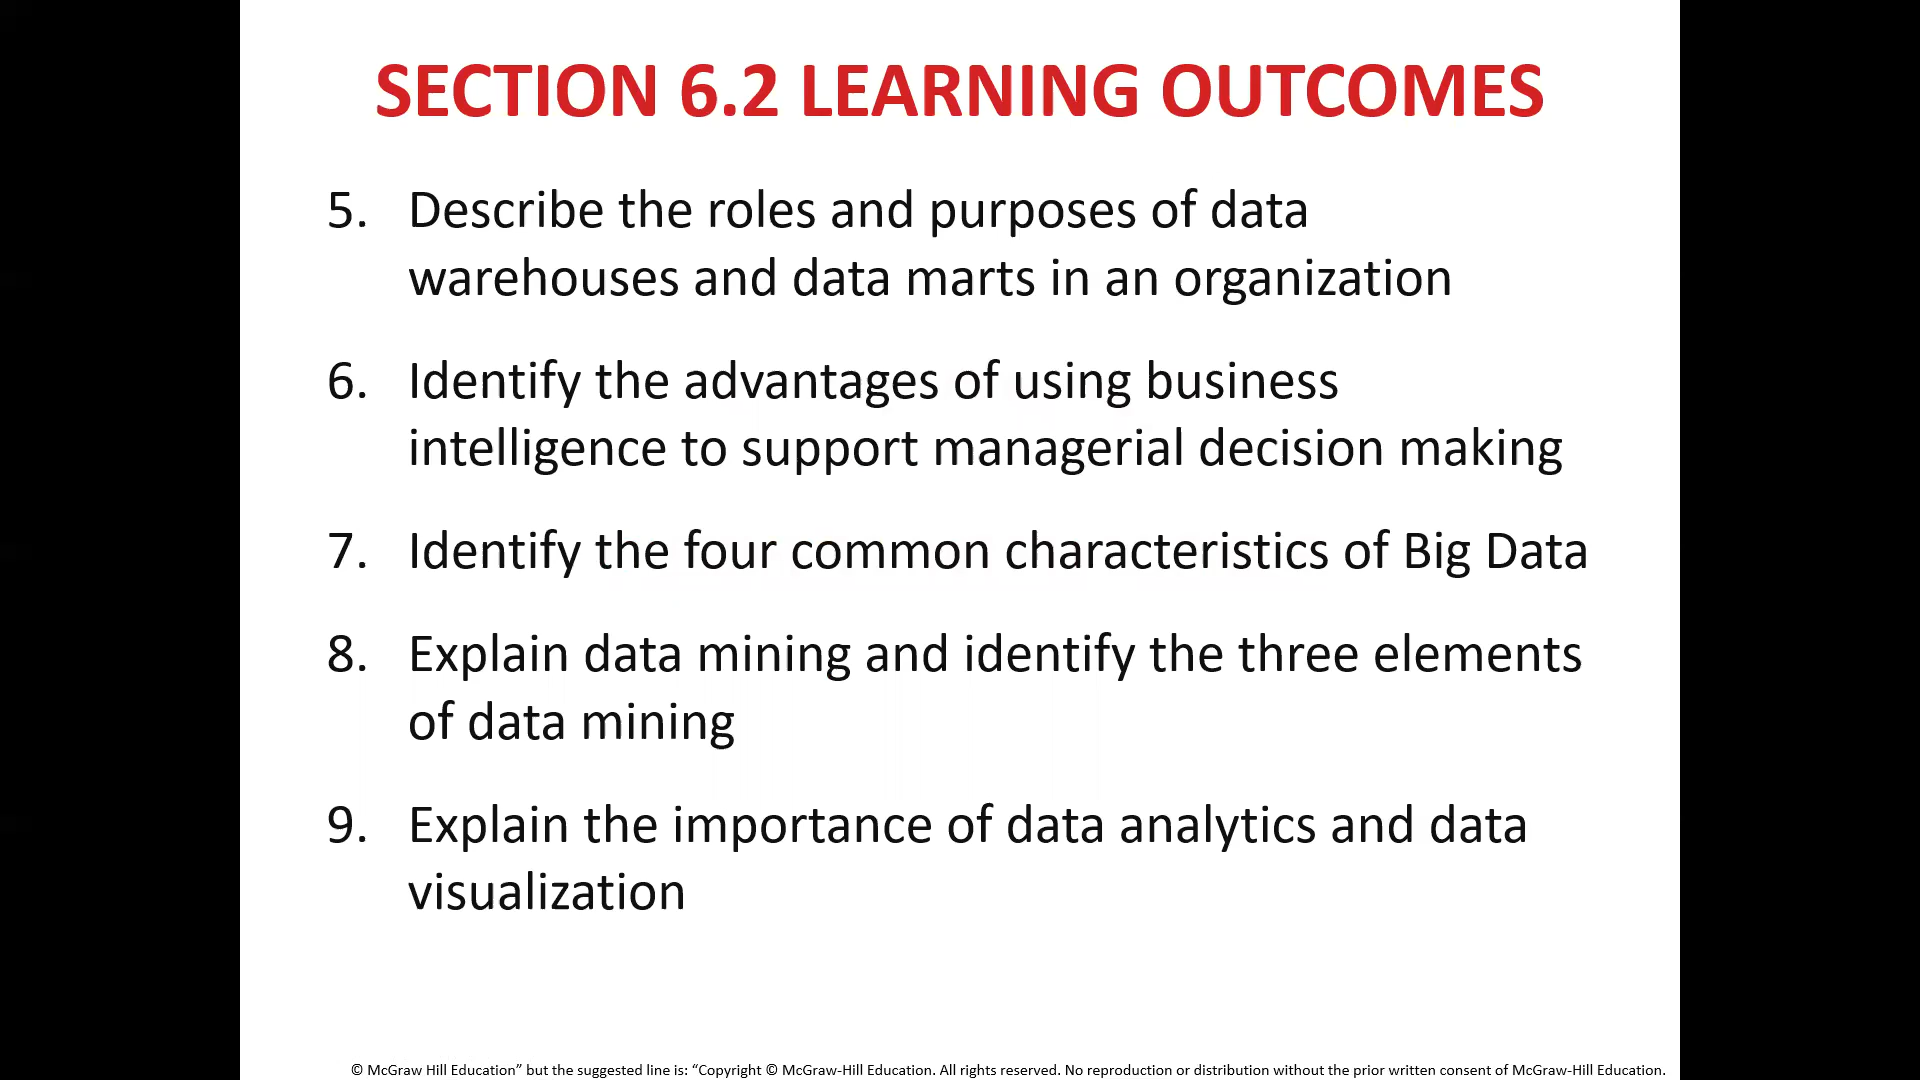 SECTION 6.2 LEARNING OUTCOMES
5. Describe the roles and purposes of data
warehouses and data marts in an organization
6. Identify the advantages of using business
intelligence to support managerial decision making
7. Identify the four common characteristics of Big Data
8. Explain data mining and identify the three elements
of data mining
9. Explain the importance of data analytics and data
visualization
© McGraw Hill Education” but the suggested line is: “Copyright © McGraw-Hill Education. All rights reserved. No reproduction or distribution without the prior written consent of McGraw-Hill Education.